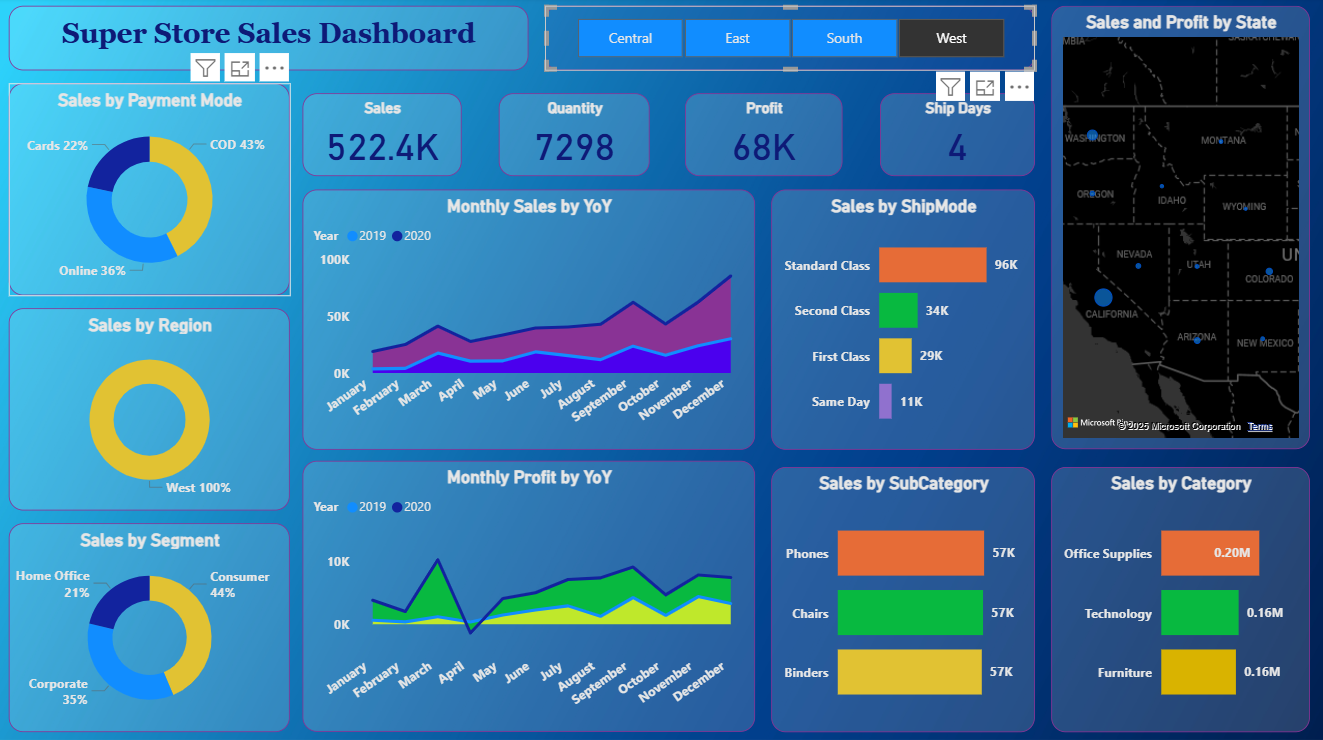 Super Store Sales Dashboard
Central
East
South
West
Sales by Payment Mode
Cards 22%
COD 43%
Online 36%
Sales
522.4K
Quantity
7298
Profit
68K
Ship Days
4
Sales and Profit by State
MBIA
SASKATCHEWAN
WASHINGTON
MONTANA
N
OREGON
IDAHO
WYOMING
NEVADA
UTAH
UN
COLORADO
CALIFORNIA
ARIZONA
NEW MEXICO
Microsoft
© 2025 Microsoft Corporation
Terms
Monthly Sales by YoY
Year
2019
2020
100K
50K
0K
January
February
March
April
May
June
July
August
September
October
November
December
Sales by ShipMode
Standard Class
96K
Second Class
34K
First Class
29K
Same Day
11K
Sales by Region
West 100%
Monthly Profit by YoY
Year
2019
2020
10K
0K
January
February
March
April
May
June
July
August
September
October
November
December
Sales by SubCategory
Phones
57K
Chairs
57K
Binders
57K
Sales by Category
Office Supplies
0.20M
Technology
0.16M
Furniture
0.16M
Sales by Segment
Home Office
21%
Consumer
44%
Corporate
35%